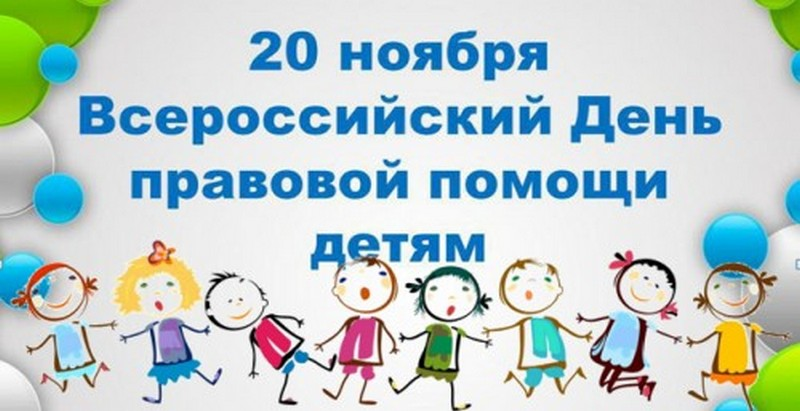 20 ноября
Всероссийский День
правовой помощи
детям